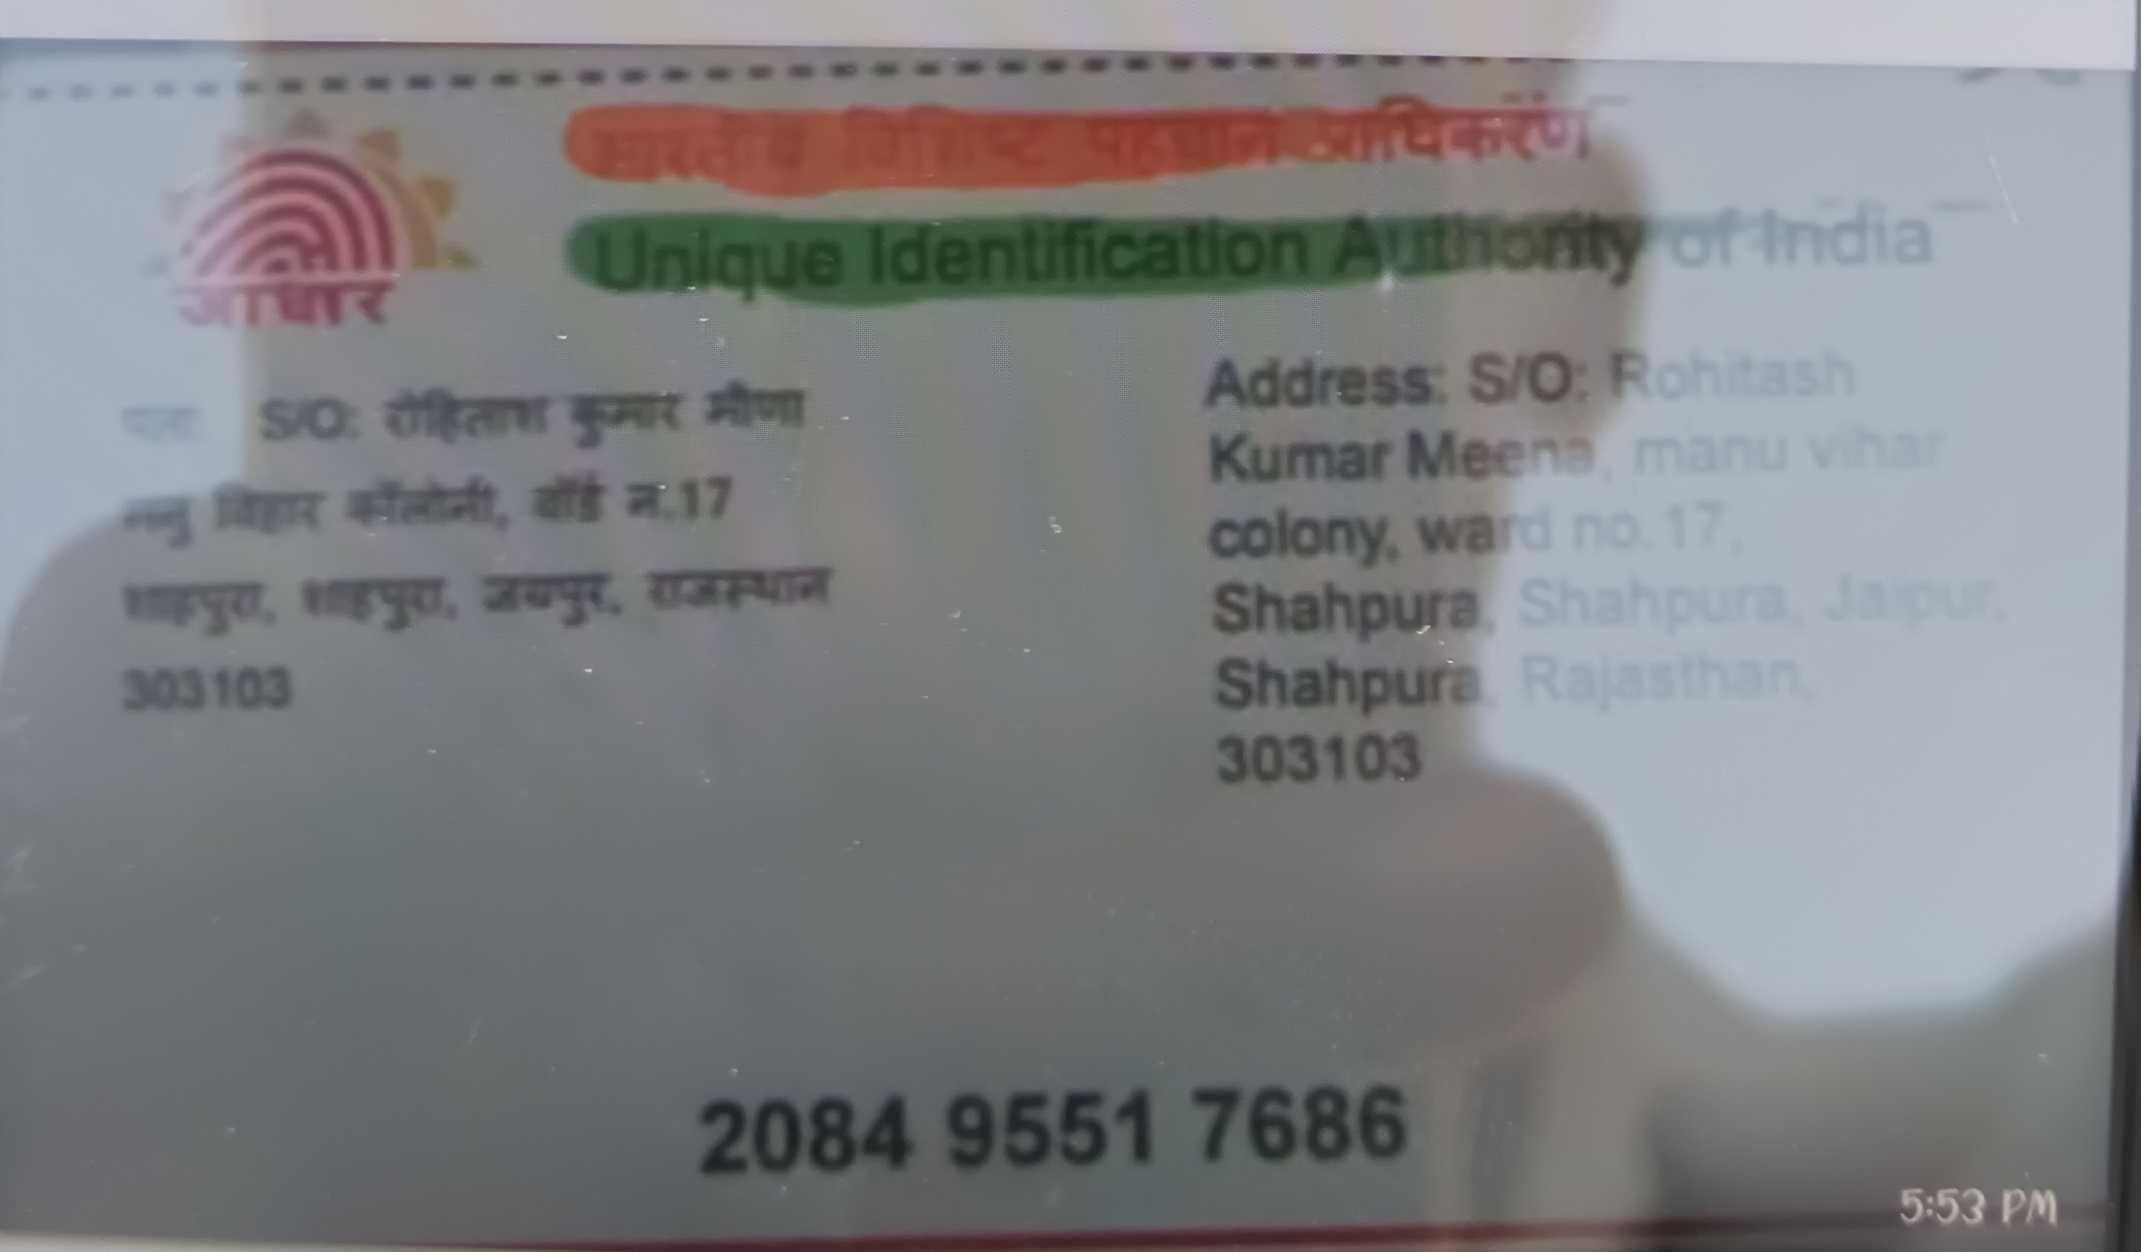 भारतीय विशिष्ट पहचान प्राधिकरण
Unique Identification Authority of India
आधार
पता: S/O: रोहिताश कुमार मीणा
मनु विहार कॉलोनी, वॉर्ड न.17
शाहपुरा, शाहपुरा, जयपुर, राजस्थान
303103
Address: S/O: Rohitash
Kumar Meena, manu vihar
colony, ward no.17,
Shahpura, Shahpura, Jaipur,
Shahpura, Rajasthan,
303103
2084 9551 7686
5:53 PM